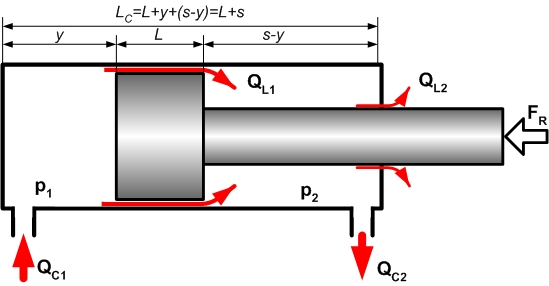 L_C=L+y+(s-y)=L+s
y L s-y
Q_L1 Q_L2
F_R
p_1 p_2
Q_C1 Q_C2